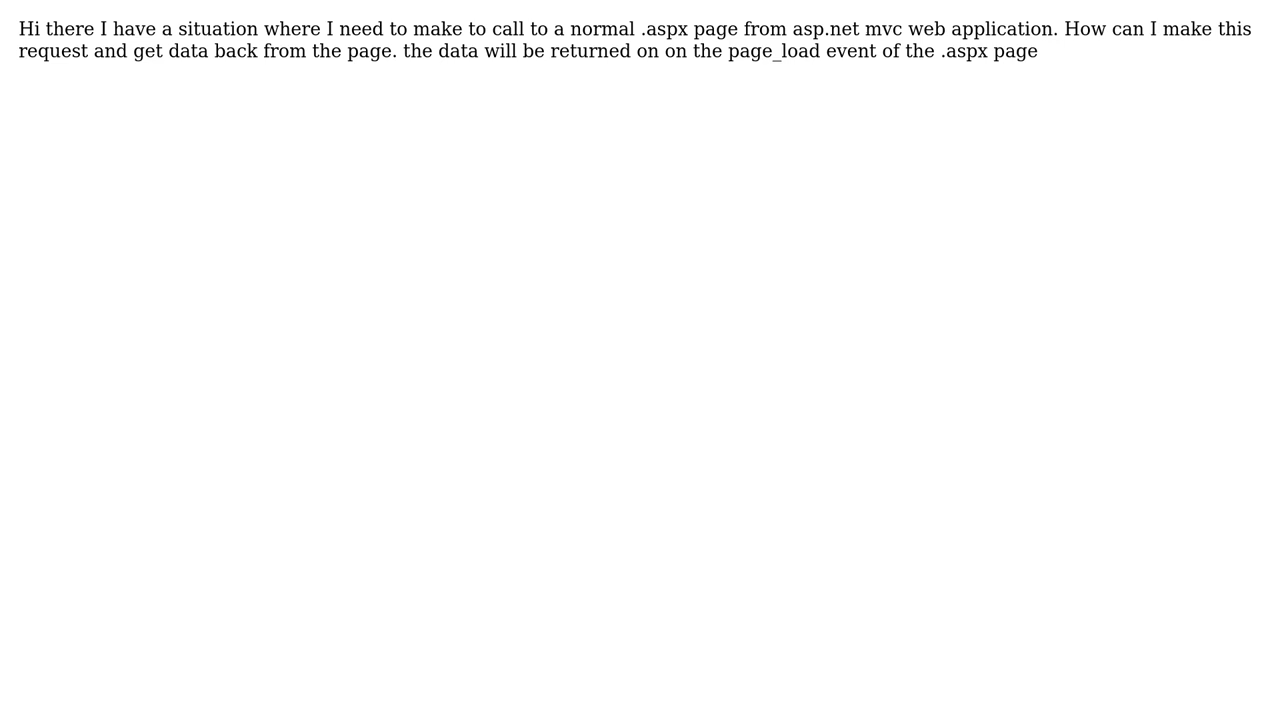 Hi there I have a situation where I need to make to call to a normal .aspx page from asp.net mvc web application. How can I make this
request and get data back from the page. the data will be returned on on the page_load event of the .aspx page